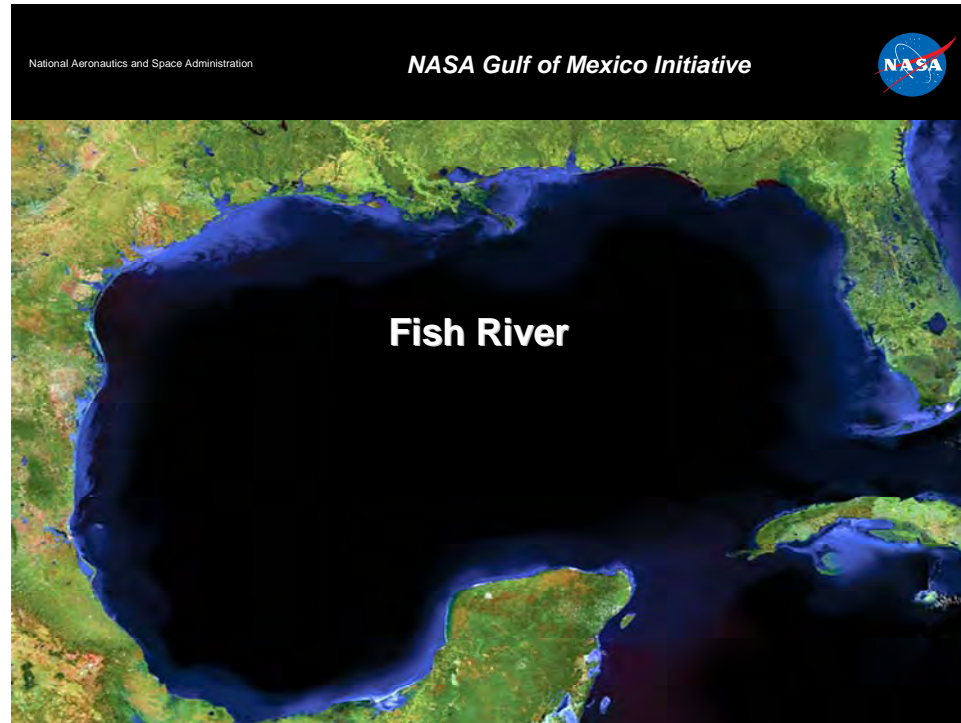 National Aeronautics and Space Administration
NASA Gulf of Mexico Initiative
NASA
Fish River